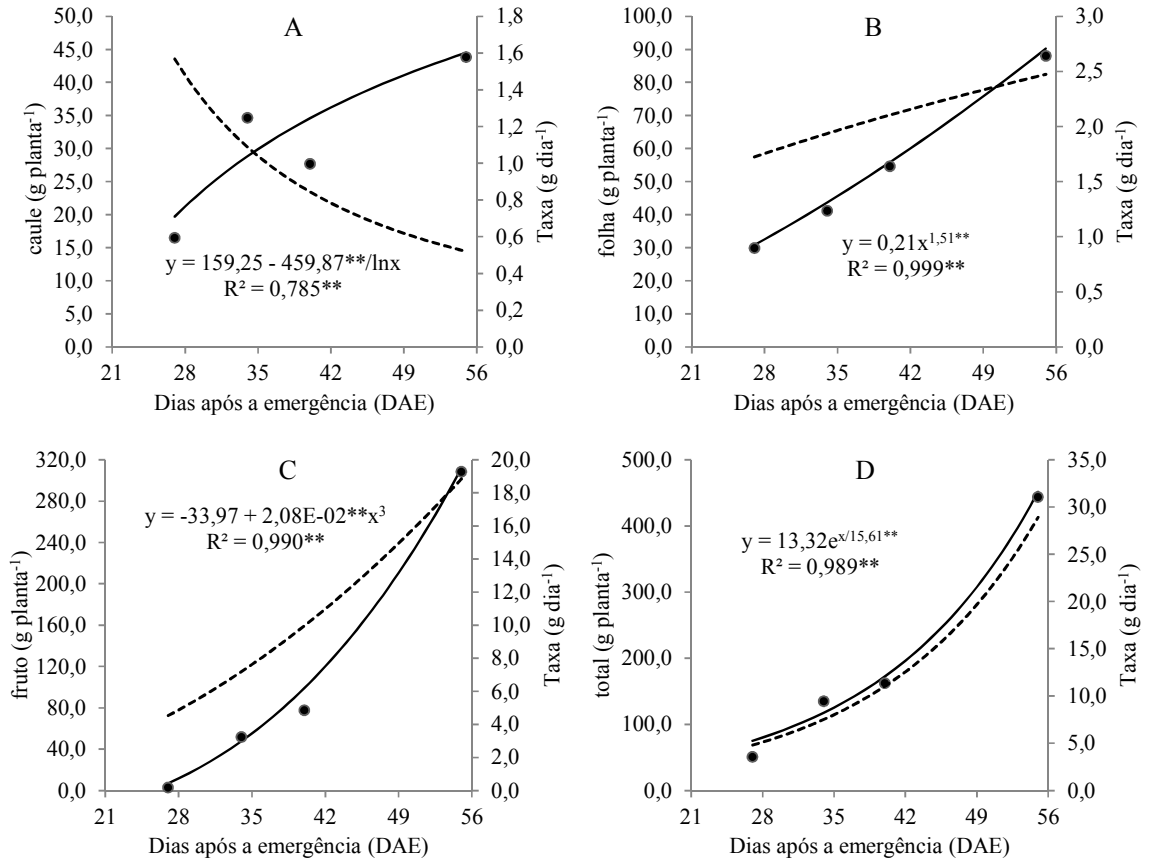 A
50,0
45,0
40,0
35,0
30,0
25,0
20,0
15,0
10,0
5,0
0,0
caule (g planta⁻¹)
1,8
1,6
1,4
1,2
1,0
0,8
0,6
0,4
0,2
0,0
Taxa (g dia⁻¹)
y = 159,25 - 459,87**/lnx
R² = 0,785**
21 28 35 42 49 56
Dias após a emergência (DAE)
B
100,0
90,0
80,0
70,0
60,0
50,0
40,0
30,0
20,0
10,0
0,0
folha (g planta⁻¹)
3,0
2,5
2,0
1,5
1,0
0,5
0,0
Taxa (g dia⁻¹)
y = 0,21x¹,⁵¹**
R² = 0,999**
21 28 35 42 49 56
Dias após a emergência (DAE)
C
320,0
280,0
240,0
200,0
160,0
120,0
80,0
40,0
0,0
fruto (g planta⁻¹)
20,0
18,0
16,0
14,0
12,0
10,0
8,0
6,0
4,0
2,0
0,0
Taxa (g dia⁻¹)
y = -33,97 + 2,08E-02**x³
R² = 0,990**
21 28 35 42 49 56
Dias após a emergência (DAE)
D
500,0
400,0
300,0
200,0
100,0
0,0
total (g planta⁻¹)
35,0
30,0
25,0
20,0
15,0
10,0
5,0
0,0
Taxa (g dia⁻¹)
y = 13,32eˣ/¹⁵,⁶¹**
R² = 0,989**
21 28 35 42 49 56
Dias após a emergência (DAE)